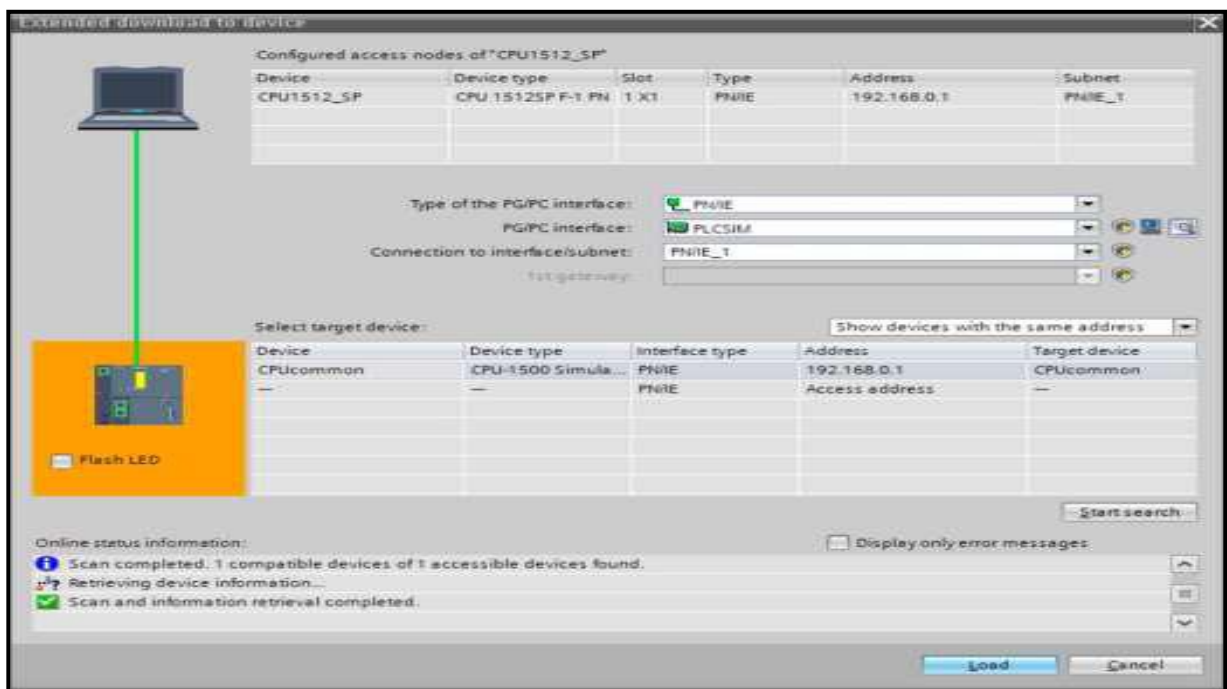 Extended download to device
Configured access nodes of "CPU1512_SP"
Device Device type Slot Type Address Subnet
CPU1512_SP CPU 1512SP F-1 PN 1 X1 PN/IE 192.168.0.1 PN/IE_1
Type of the PG/PC interface: PN/IE
PG/PC interface: PLCSIM
Connection to interface/subnet: PN/IE_1
1st gateway:
Select target device: Show devices with the same address
Device Device type Interface type Address Target device
CPUcommon CPU-1500 Simula... PN/IE 192.168.0.1 CPUcommon
— — PN/IE Access address —
Flash LED
Start search
Online status information: Display only error messages
Scan completed. 1 compatible devices of 1 accessible devices found.
Retrieving device information...
Scan and information retrieval completed.
Load Cancel